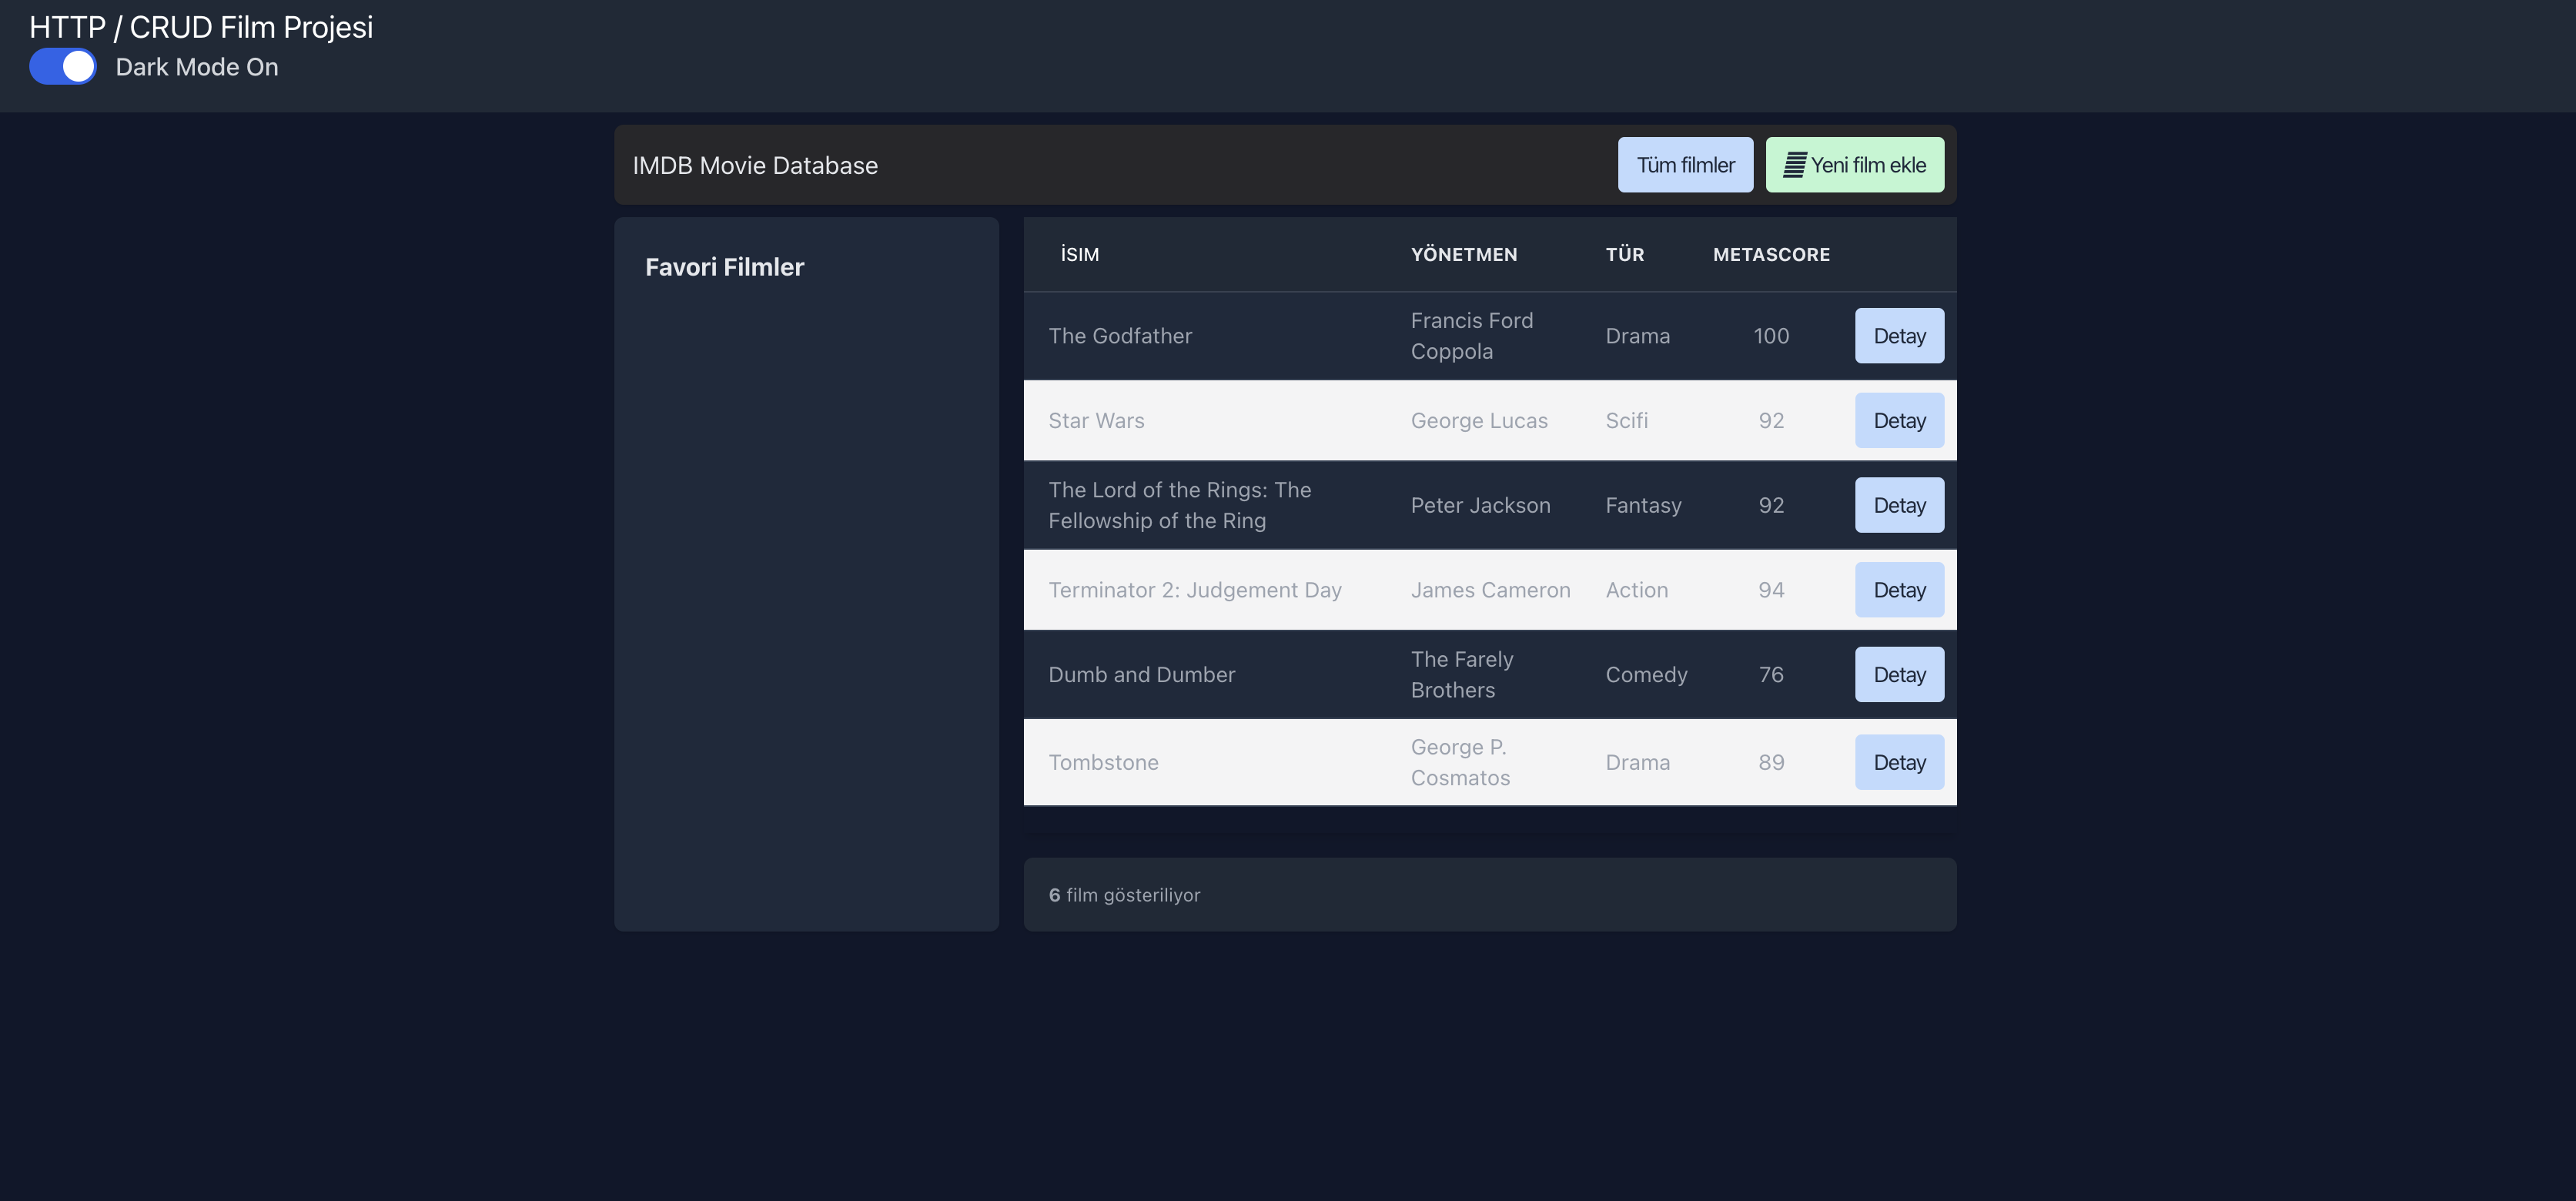 HTTP / CRUD Film Projesi
Dark Mode On
IMDB Movie Database
Tüm filmler
Yeni film ekle
Favori Filmler
İSIM YÖNETMEN TÜR METASCORE
The Godfather Francis Ford Coppola Drama 100 Detay
Star Wars George Lucas Scifi 92 Detay
The Lord of the Rings: The Fellowship of the Ring Peter Jackson Fantasy 92 Detay
Terminator 2: Judgement Day James Cameron Action 94 Detay
Dumb and Dumber The Farely Brothers Comedy 76 Detay
Tombstone George P. Cosmatos Drama 89 Detay
6 film gösteriliyor